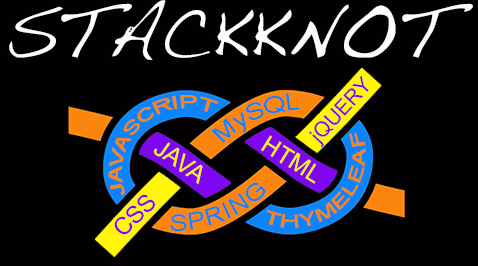 STACKKNOT
JAVASCRIPT
MySQL
jQUERY
JAVA
HTML
CSS
SPRING
THYMELEAF